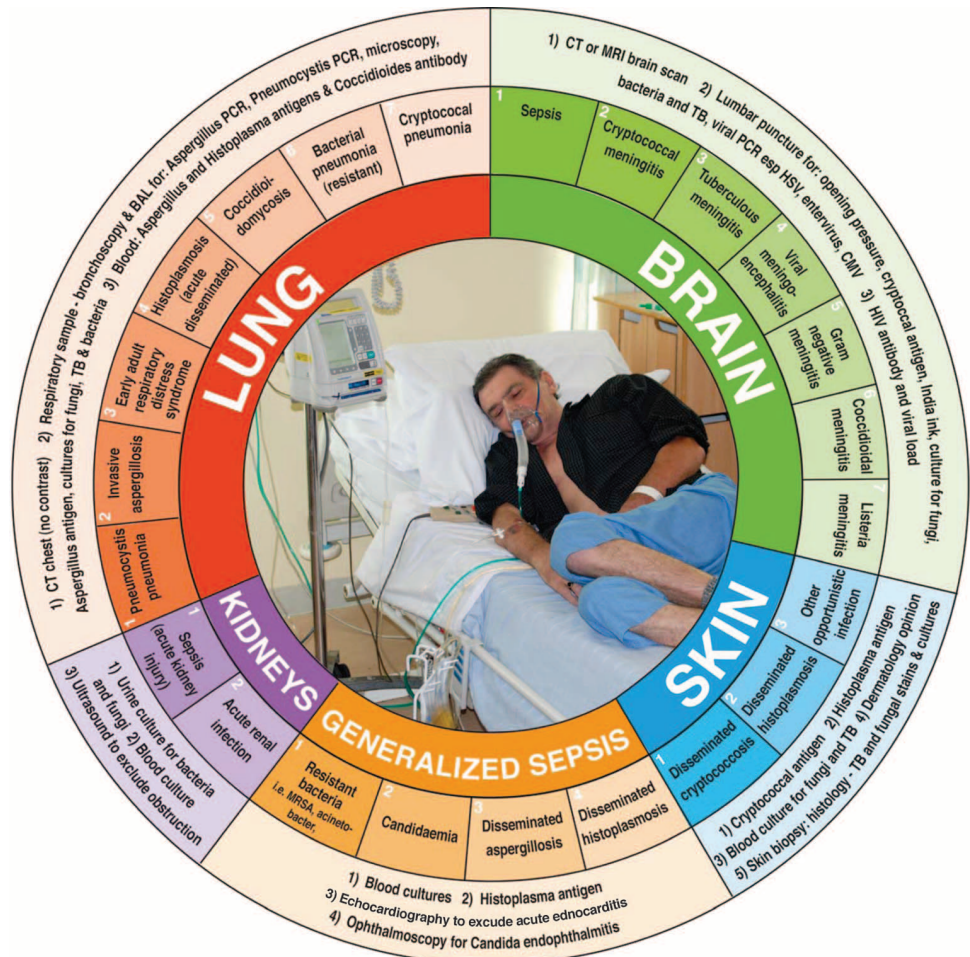 1) CT chest (no contrast) 2) Respiratory sample - bronchoscopy & BAL for: Aspergillus PCR, Pneumocystis PCR, microscopy,
Aspergillus antigen, cultures for fungi, TB & bacteria 3) Blood: Aspergillus and Histoplasma antigens & Coccidioides antibody
LUNG
1
Pneumocystis
pneumonia
2
Invasive
aspergillosis
3
Early adult
respiratory
distress
syndrome
4
Histoplasmosis
(acute
disseminated)
5
Coccidioi-
domycosis
6
Bacterial
pneumonia
(resistant)
7
Cryptococal
pneumonia
1) CT or MRI brain scan 2) Lumbar puncture for: opening pressure, cryptoccal antigen, India ink, culture for fungi,
bacteria and TB, viral PCR esp HSV, entervirus, CMV 3) HIV antibody and viral load
BRAIN
1
Sepsis
2
Cryptococcal
meningitis
3
Tuberculous
meningitis
4
Viral
meningo-
encephalitis
5
Gram
negative
meningitis
6
Coccidioidal
meningitis
7
Listeria
meningitis
SKIN
1
Disseminated
cryptococcosis
2
Disseminated
histoplasmosis
3
Other
opportunistic
infection
1) Cryptococcal antigen 2) Histoplasma antigen
3) Blood culture for fungi and TB 4) Dermatology opinion
5) Skin biopsy: histology - TB and fungal stains & cultures
GENERALIZED SEPSIS
1
Resistant
bacteria
i.e. MRSA, acineto-
bacter,
2
Candidaemia
3
Disseminated
aspergillosis
4
Disseminated
histoplasmosis
1) Blood cultures 2) Histoplasma antigen
3) Echocardiography to excude acute ednocarditis
4) Ophthalmoscopy for Candida endophthalmitis
KIDNEYS
1
Sepsis
(acute kidney
injury)
2
Acute renal
infection
1) Urine culture for bacteria
and fungi 2) Blood culture
3) Ultrasound to exclude obstruction